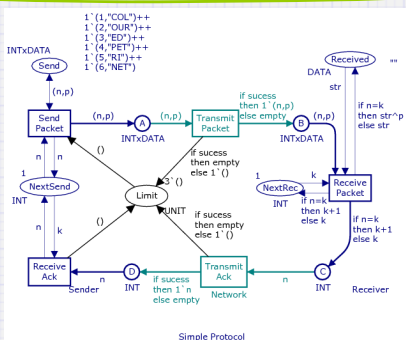 1`(1,"COL")++
1`(2,"OUR")++
1`(3,"ED")++
1`(4,"PET")++
1`(5,"RI")++
1`(6,"NET")
INTxDATA
Send
(n,p)
Send
Packet
(n,p)
A
INTxDATA
(n,p)
Transmit
Packet
if sucess
then 1`(n,p)
else empty
B
INTxDATA
(n,p)
Received
""
DATA
str
if n=k
then str^p
else str
n
n
()
if sucess
then empty
else 1`()
1
NextSend
INT
3`()
Limit
UNIT
1
NextRec
INT
k
if n=k
then k+1
else k
Receive
Packet
n
n
()
if sucess
then empty
else 1`()
if n=k
then k+1
else k
Receive
Ack
n
Sender
D
INT
if sucess
then 1`n
else empty
Transmit
Ack
Network
n
C
INT
Receiver
Simple Protocol